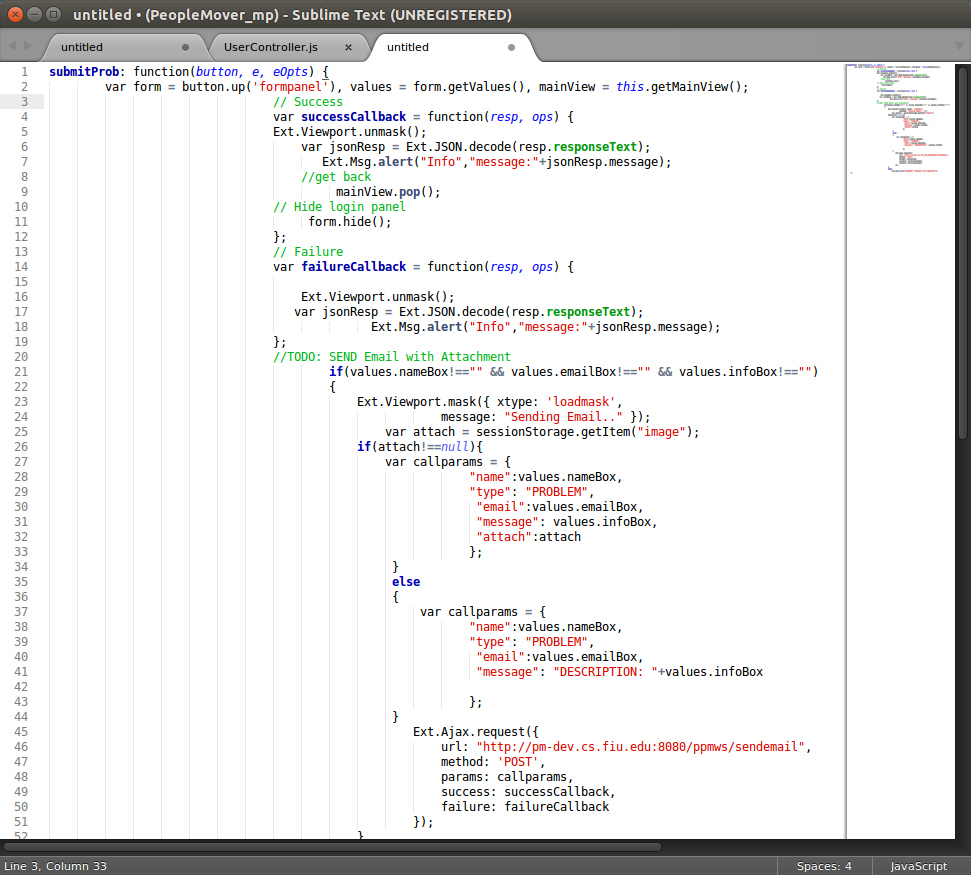 untitled • (PeopleMover_mp) - Sublime Text (UNREGISTERED)
untitled
UserController.js
untitled
1 submitProb: function(button, e, eOpts) {
2 var form = button.up('formpanel'), values = form.getValues(), mainView = this.getMainView();
3 // Success
4 var successCallback = function(resp, ops) {
5 Ext.Viewport.unmask();
6 var jsonResp = Ext.JSON.decode(resp.responseText);
7 Ext.Msg.alert("Info","message:"+jsonResp.message);
8 //get back
9 mainView.pop();
10 // Hide login panel
11 form.hide();
12 };
13 // Failure
14 var failureCallback = function(resp, ops) {
15
16 Ext.Viewport.unmask();
17 var jsonResp = Ext.JSON.decode(resp.responseText);
18 Ext.Msg.alert("Info","message:"+jsonResp.message);
19 };
20 //TODO: SEND Email with Attachment
21 if(values.nameBox!=="" && values.emailBox!=="" && values.infoBox!=="")
22 {
23 Ext.Viewport.mask({ xtype: 'loadmask',
24 message: "Sending Email.." });
25 var attach = sessionStorage.getItem("image");
26 if(attach!==null){
27 var callparams = {
28 "name":values.nameBox,
29 "type": "PROBLEM",
30 "email":values.emailBox,
31 "message": values.infoBox,
32 "attach":attach
33 };
34 }
35 else
36 {
37 var callparams = {
38 "name":values.nameBox,
39 "type": "PROBLEM",
40 "email":values.emailBox,
41 "message": "DESCRIPTION: "+values.infoBox
42
43 };
44 }
45 Ext.Ajax.request({
46 url: "http://pm-dev.cs.fiu.edu:8080/ppmws/sendemail",
47 method: 'POST',
48 params: callparams,
49 success: successCallback,
50 failure: failureCallback
51 });
52 }
Line 3, Column 33
Spaces: 4
JavaScript